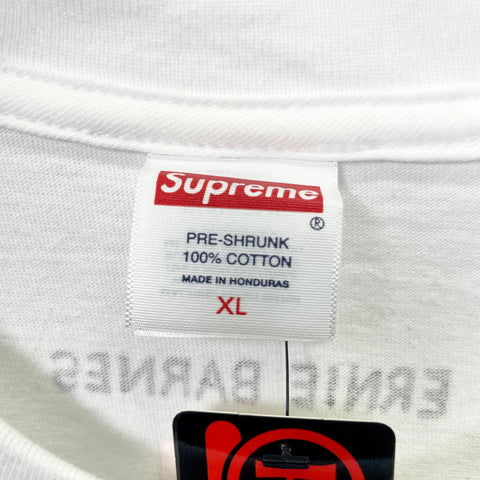 Supreme
®
PRE-SHRUNK
100% COTTON
MADE IN HONDURAS
XL
ERNIE BARNES